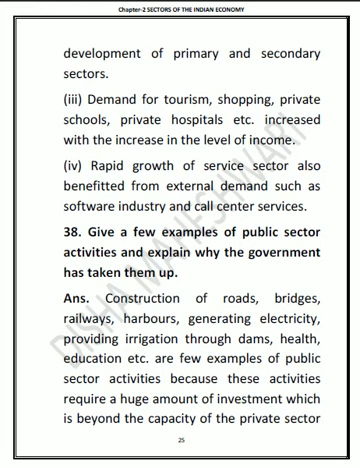 Chapter-2 SECTORS OF THE INDIAN ECONOMY
development of primary and secondary
sectors.
(iii) Demand for tourism, shopping, private
schools, private hospitals etc. increased
with the increase in the level of income.
(iv) Rapid growth of service sector also
benefitted from external demand such as
software industry and call center services.
38. Give a few examples of public sector
activities and explain why the government
has taken them up.
Ans. Construction of roads, bridges,
railways, harbours, generating electricity,
providing irrigation through dams, health,
education etc. are few examples of public
sector activities because these activities
require a huge amount of investment which
is beyond the capacity of the private sector
25
DISHA MAHESHWARI